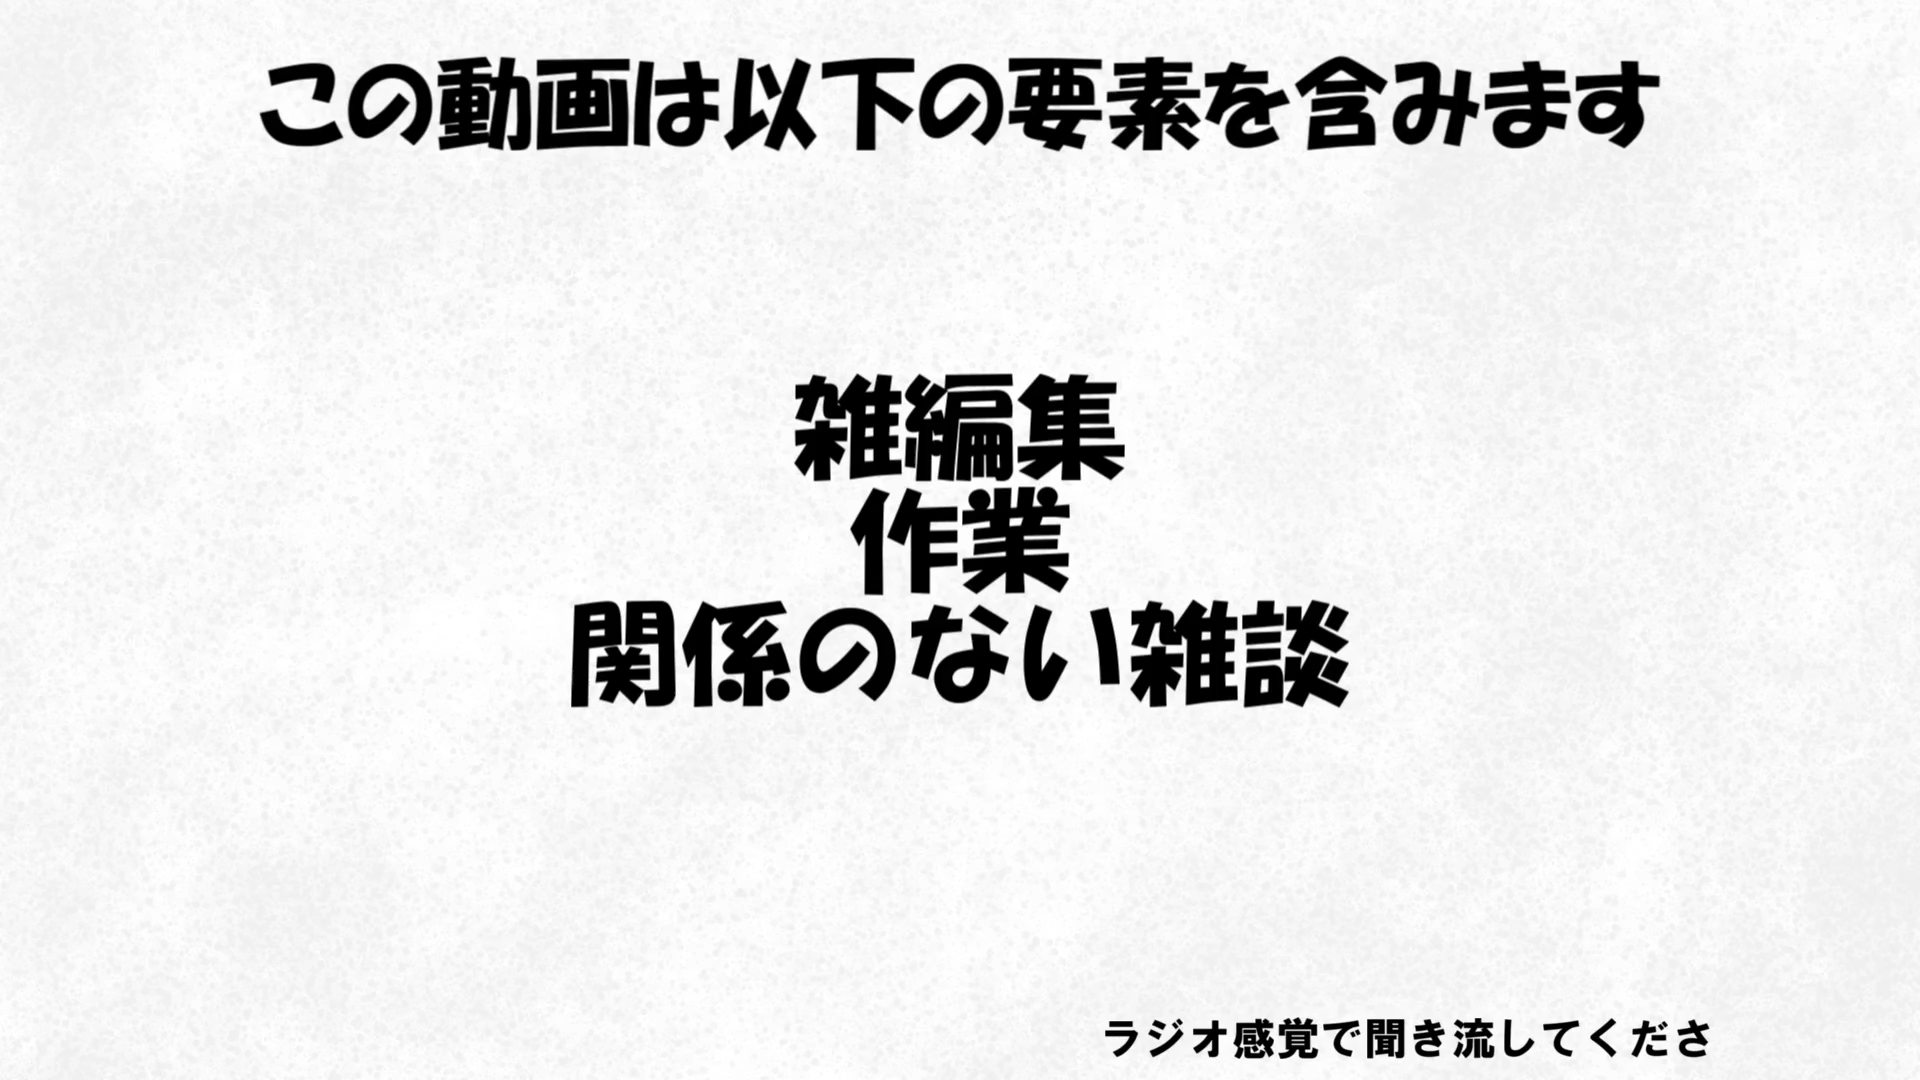 この動画は以下の要素を含みます
雑編集
作業
関係のない雑談
ラジオ感覚で聞き流してくださ